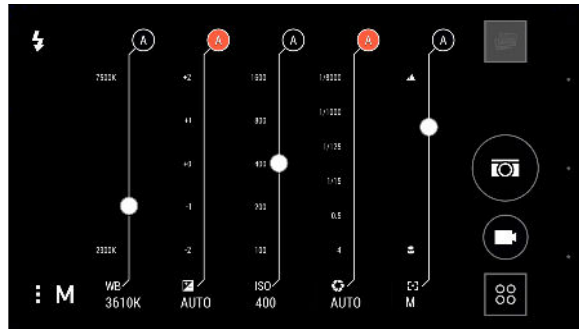 A A A A A
7500K +2 1600 1/8000
+1 800 1/1000
1/125
+0 400
1/15
-1 200
0.5
2300K -2 100 4
M
WB ISO
3610K AUTO 400 AUTO M